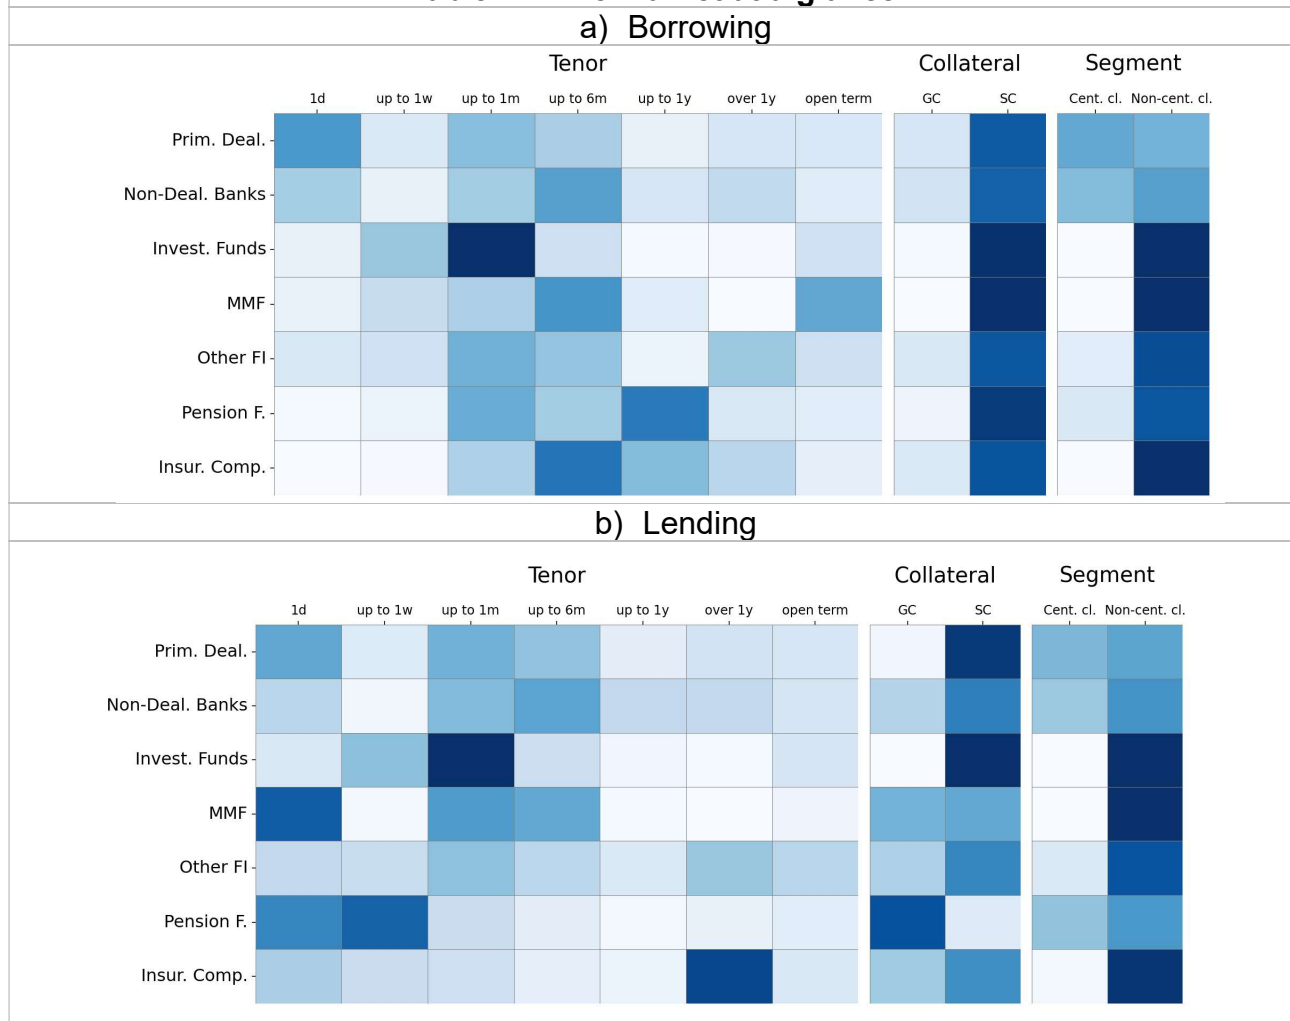 a) Borrowing
Tenor Collateral Segment
1d up to 1w up to 1m up to 6m up to 1y over 1y open term GC SC Cent. cl. Non-cent. cl.
Prim. Deal.
Non-Deal. Banks
Invest. Funds
MMF
Other FI
Pension F.
Insur. Comp.
b) Lending
Tenor Collateral Segment
1d up to 1w up to 1m up to 6m up to 1y over 1y open term GC SC Cent. cl. Non-cent. cl.
Prim. Deal.
Non-Deal. Banks
Invest. Funds
MMF
Other FI
Pension F.
Insur. Comp.